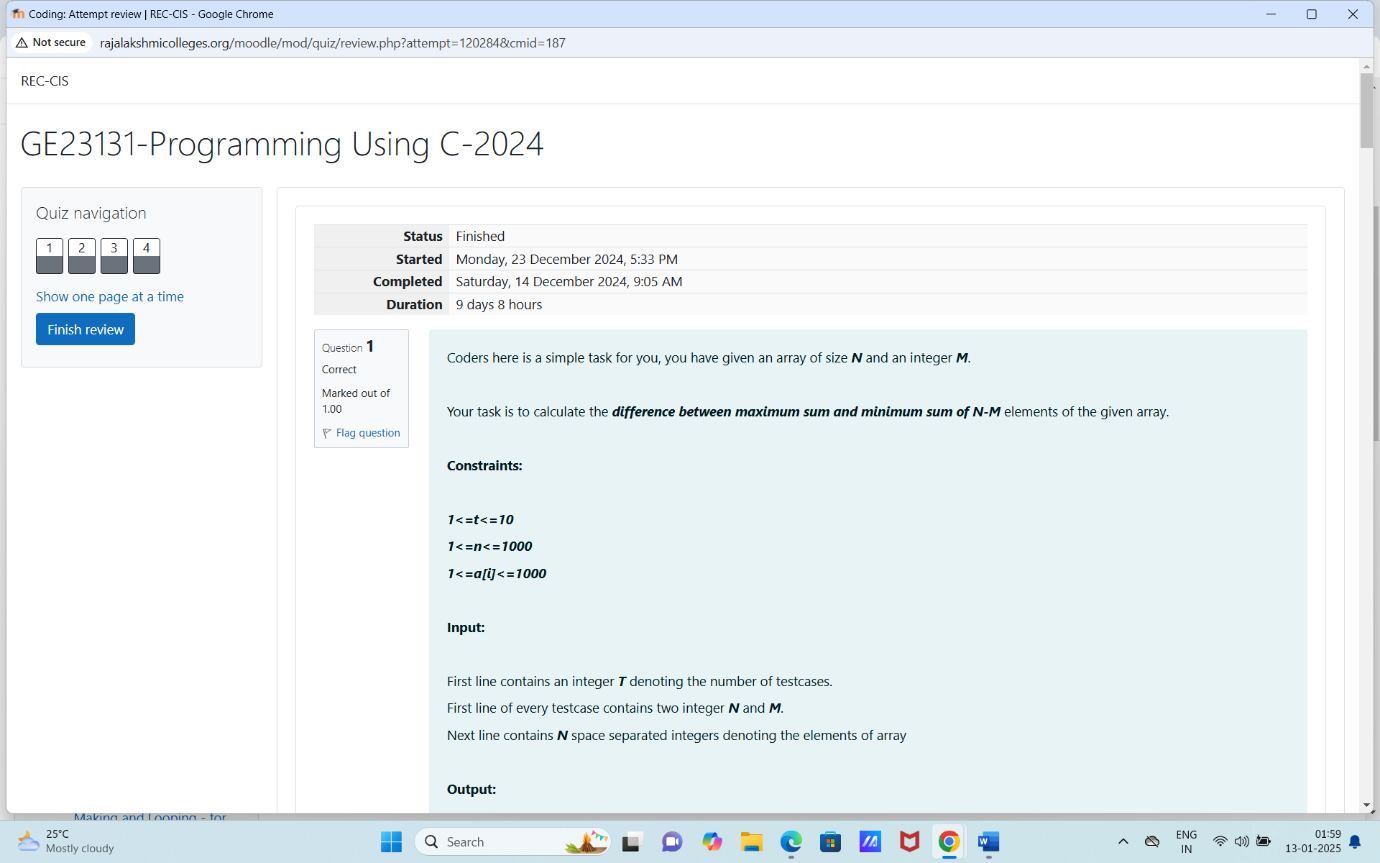 Coding: Attempt review | REC-CIS - Google Chrome
Not secure rajalakshmicolleges.org/moodle/mod/quiz/review.php?attempt=120284&cmid=187
REC-CIS
GE23131-Programming Using C-2024
Quiz navigation
1 2 3 4
Show one page at a time
Finish review
Status Finished
Started Monday, 23 December 2024, 5:33 PM
Completed Saturday, 14 December 2024, 9:05 AM
Duration 9 days 8 hours
Question 1
Correct
Marked out of
1.00
Flag question
Coders here is a simple task for you, you have given an array of size N and an integer M.
Your task is to calculate the difference between maximum sum and minimum sum of N-M elements of the given array.
Constraints:
1<=t<=10
1<=n<=1000
1<=a[i]<=1000
Input:
First line contains an integer T denoting the number of testcases.
First line of every testcase contains two integer N and M.
Next line contains N space separated integers denoting the elements of array
Output:
Making and Looping - for
25°C
Mostly cloudy
Search
ENG
IN
01:59
13-01-2025